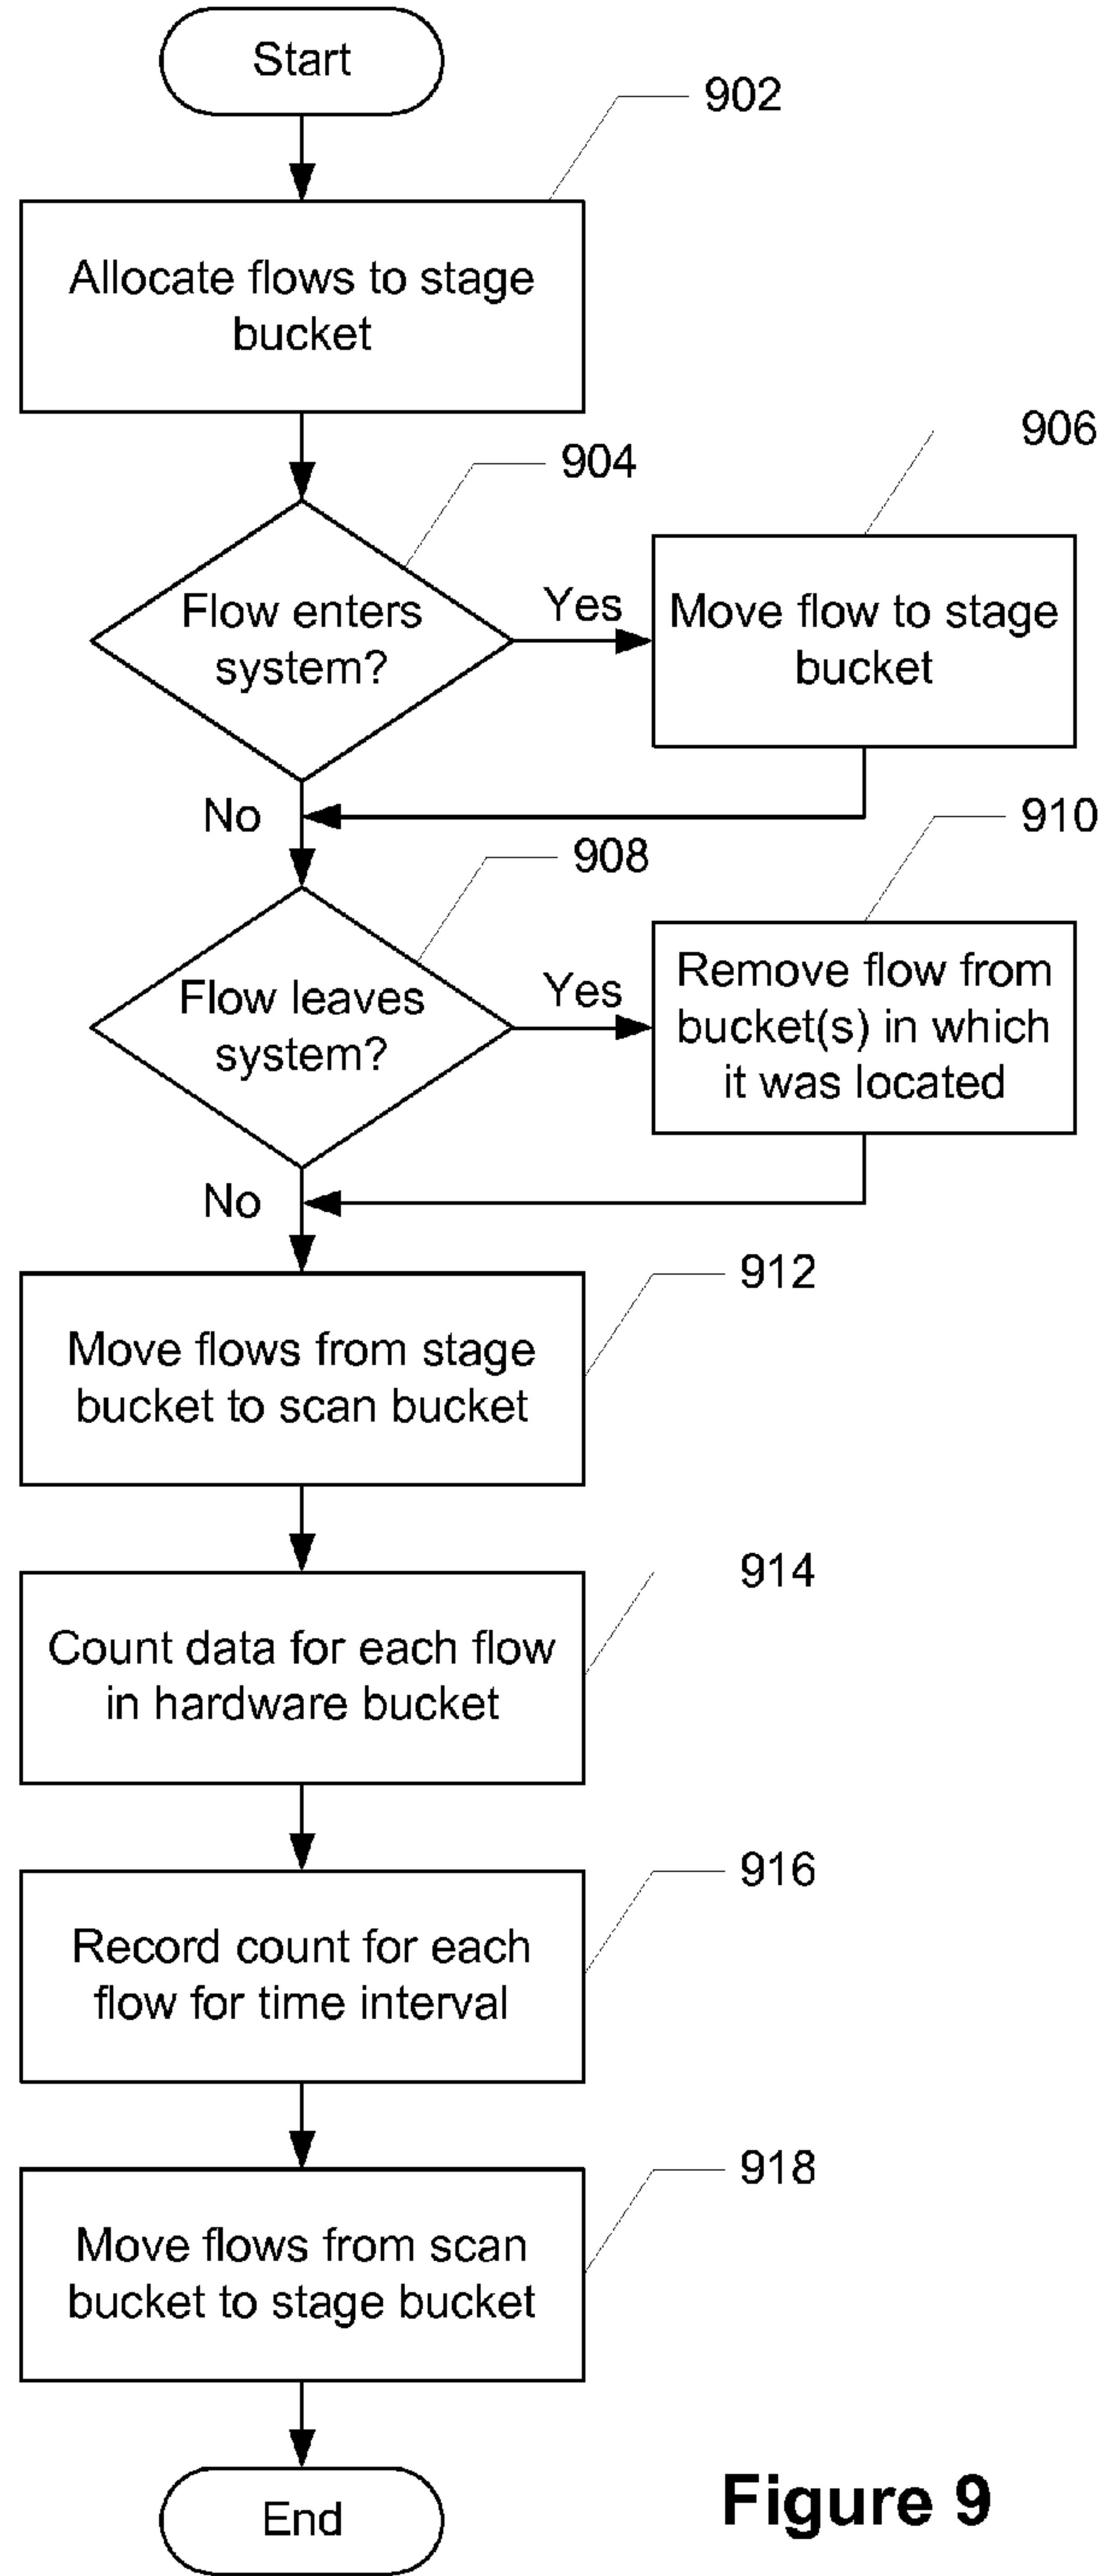 Start
902
Allocate flows to stage
bucket
904
906
Flow enters
system?
Yes
Move flow to stage
bucket
No
908
910
Flow leaves
system?
Yes
Remove flow from
bucket(s) in which
it was located
No
912
Move flows from stage
bucket to scan bucket
914
Count data for each flow
in hardware bucket
916
Record count for each
flow for time interval
918
Move flows from scan
bucket to stage bucket
End
Figure 9